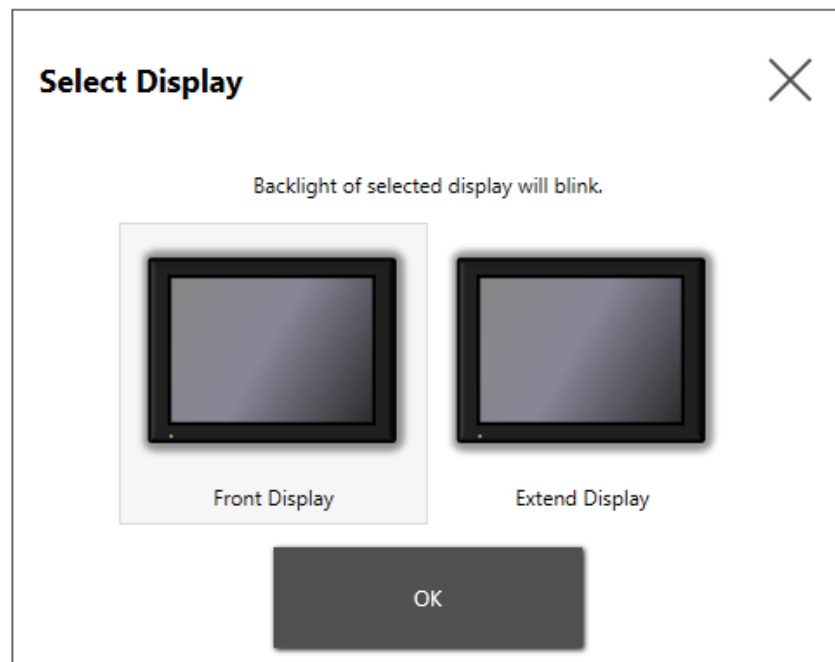 Select Display
Backlight of selected display will blink.
Front Display
Extend Display
OK